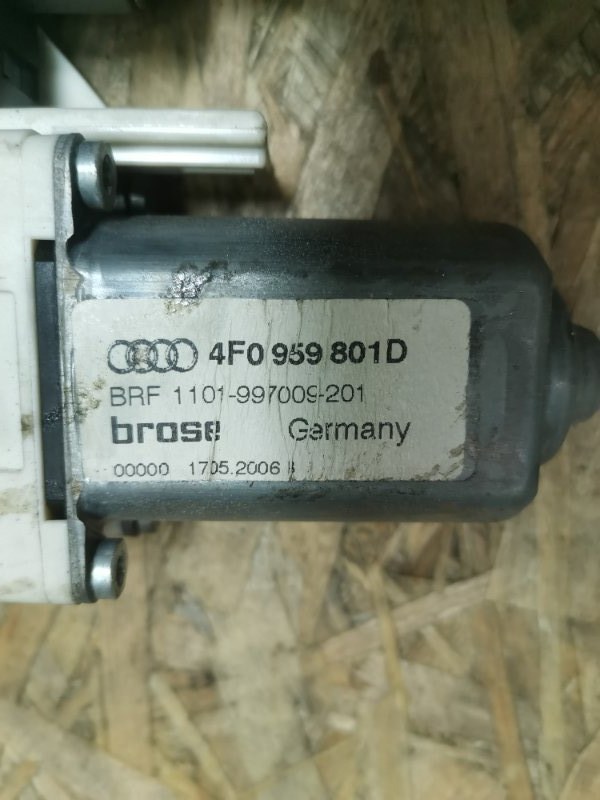 4F0 959 801D
BRF 1101-997009-201
brose Germany
00000 1705.2006